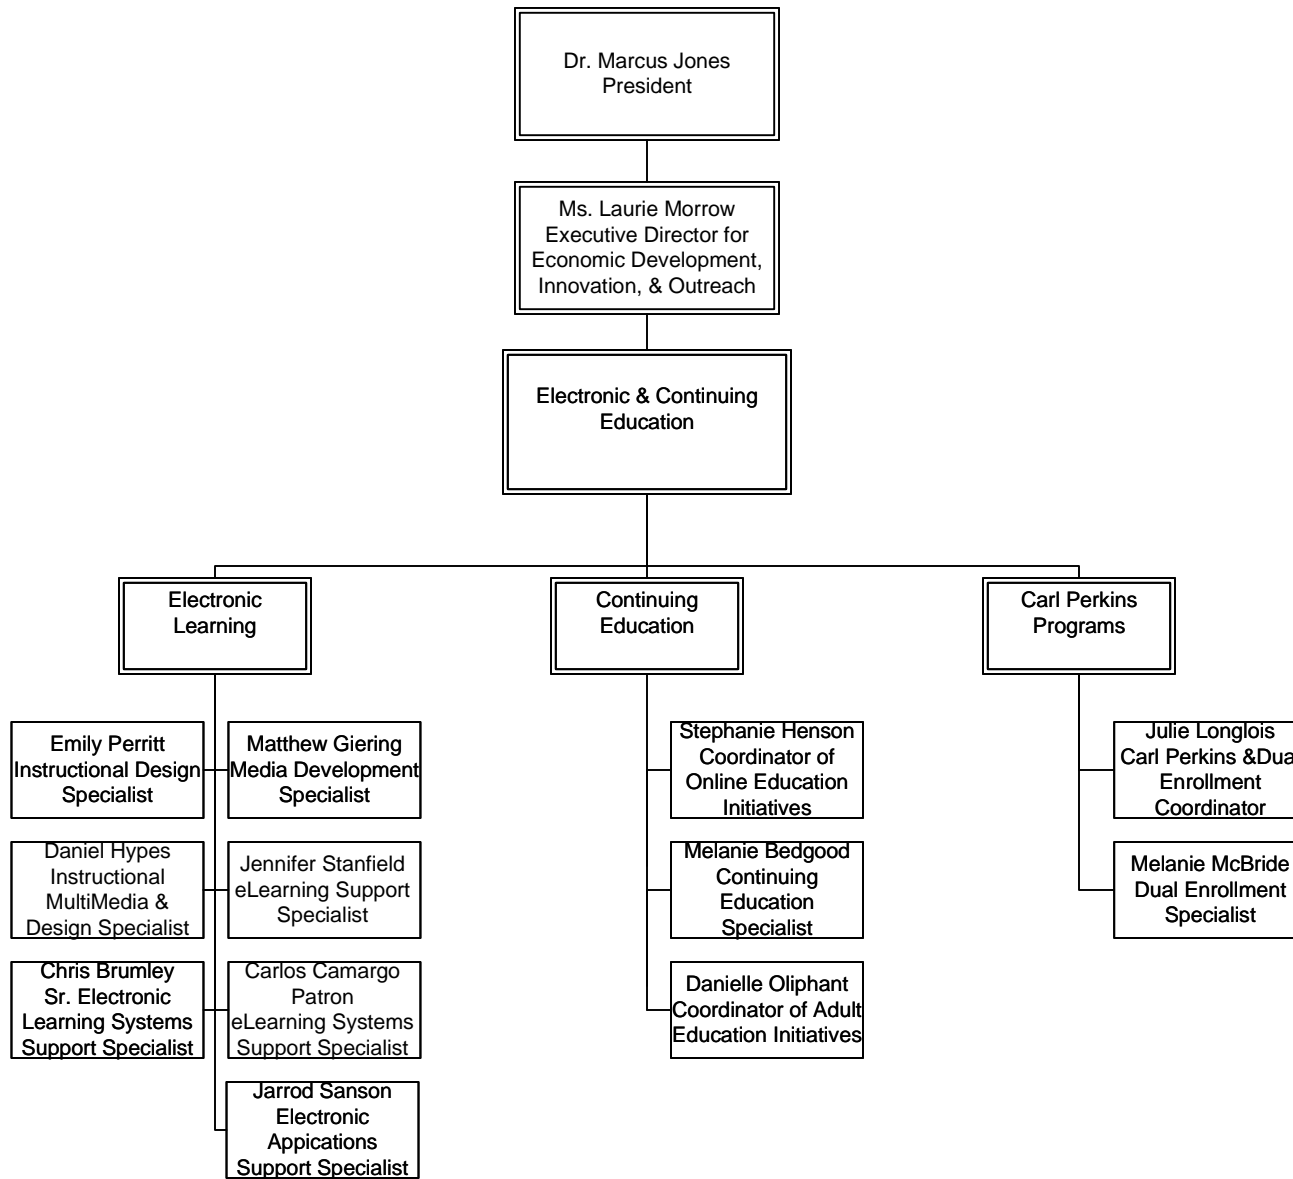 Dr. Marcus Jones
President
Ms. Laurie Morrow
Executive Director for
Economic Development,
Innovation, & Outreach
Electronic & Continuing
Education
Electronic
Learning
Continuing
Education
Carl Perkins
Programs
Emily Perritt
Instructional Design
Specialist
Matthew Giering
Media Development
Specialist
Daniel Hypes
Instructional
MultiMedia &
Design Specialist
Jennifer Stanfield
eLearning Support
Specialist
Chris Brumley
Sr. Electronic
Learning Systems
Support Specialist
Carlos Camargo
Patron
eLearning Systems
Support Specialist
Jarrod Sanson
Electronic
Appications
Support Specialist
Stephanie Henson
Coordinator of
Online Education
Initiatives
Melanie Bedgood
Continuing
Education
Specialist
Danielle Oliphant
Coordinator of Adult
Education Initiatives
Julie Longlois
Carl Perkins &Dua
Enrollment
Coordinator
Melanie McBride
Dual Enrollment
Specialist